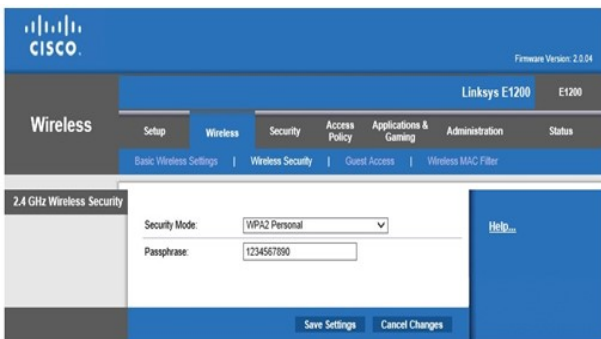 CISCO.
Firmware Version: 2.0.04
Linksys E1200 E1200
Wireless
Setup Wireless Security Access Policy Applications & Gaming Administration Status
Basic Wireless Settings | Wireless Security | Guest Access | Wireless MAC Filter
2.4 GHz Wireless Security
Security Mode: WPA2 Personal
Help...
Passphrase: 1234567890
Save Settings Cancel Changes